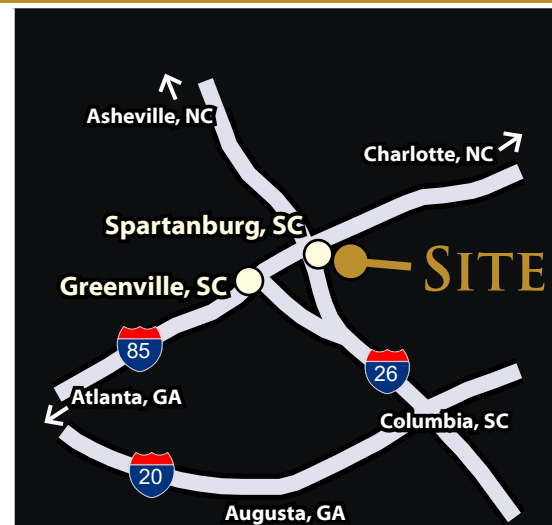 Asheville, NC
Charlotte, NC
Spartanburg, SC
SITE
Greenville, SC
85
26
Atlanta, GA
Columbia, SC
20
Augusta, GA